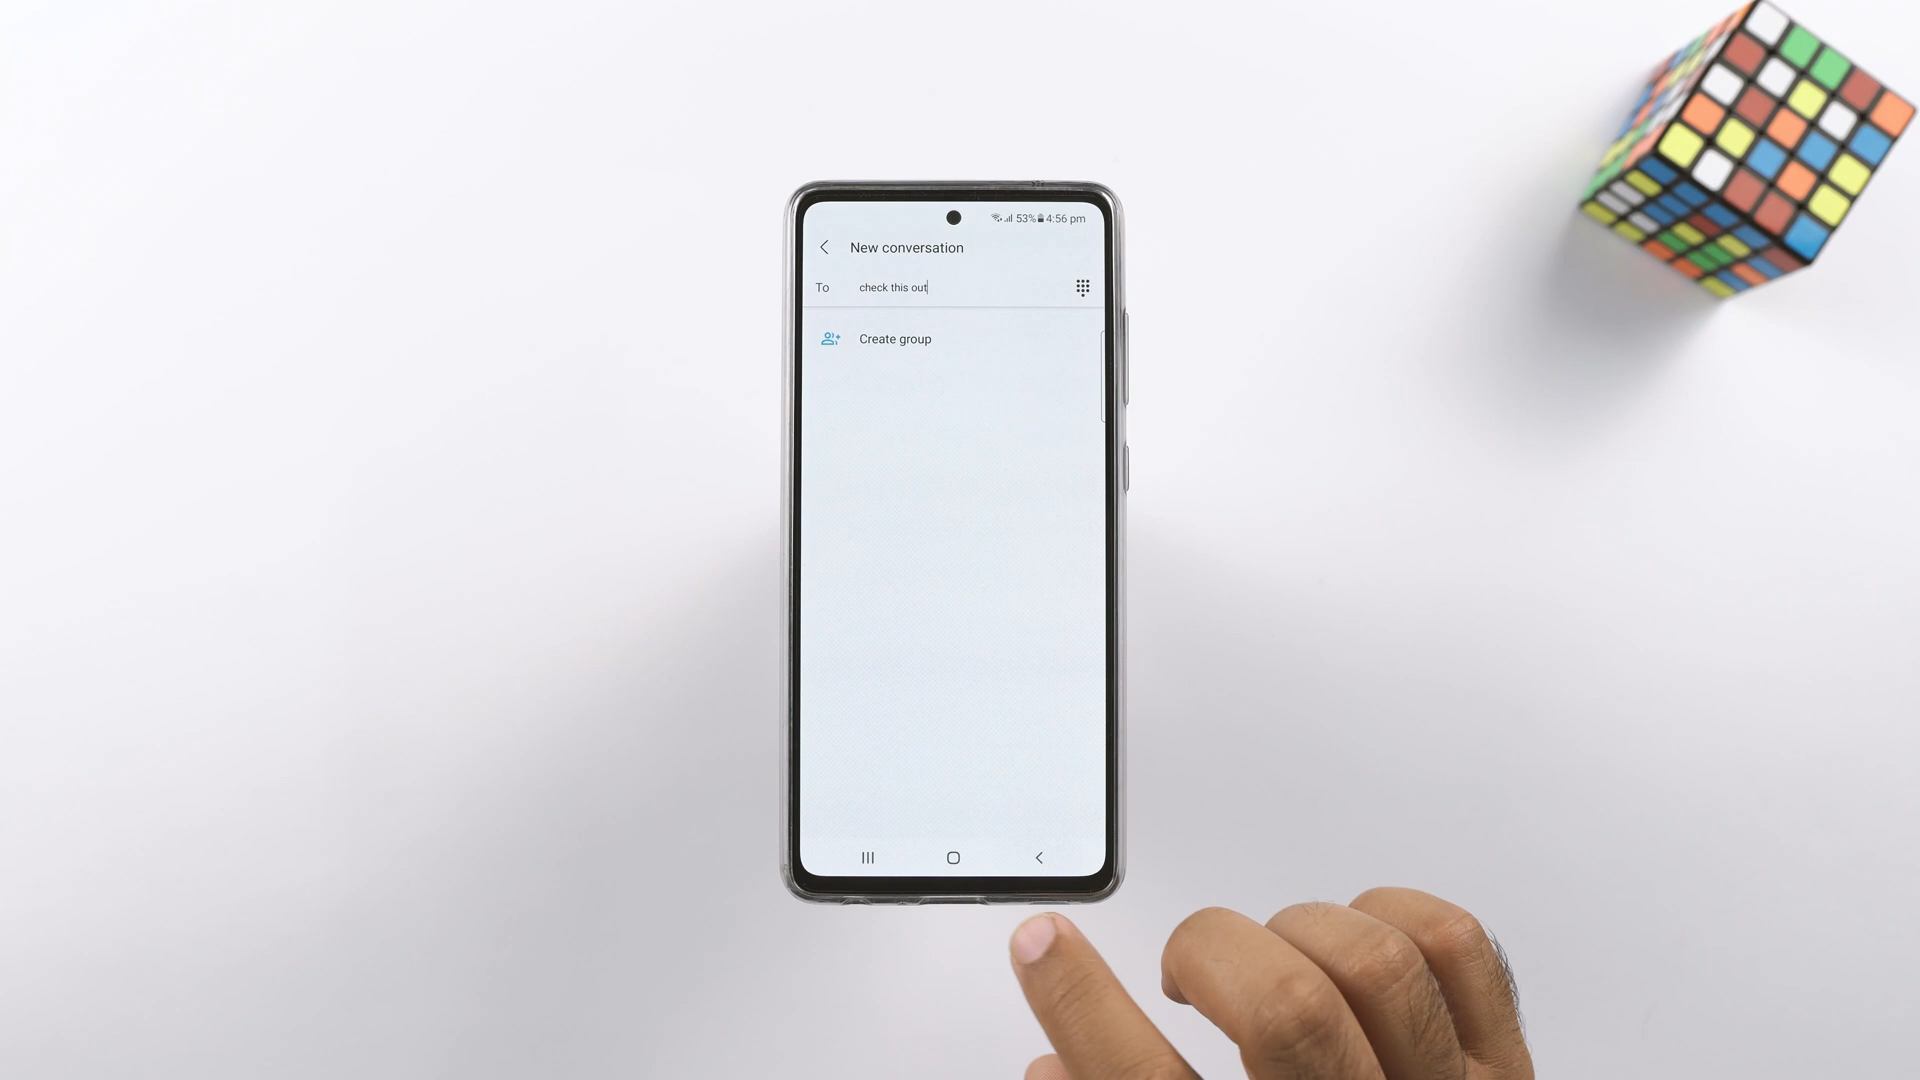 53% 4:56 pm
New conversation
To check this out
Create group